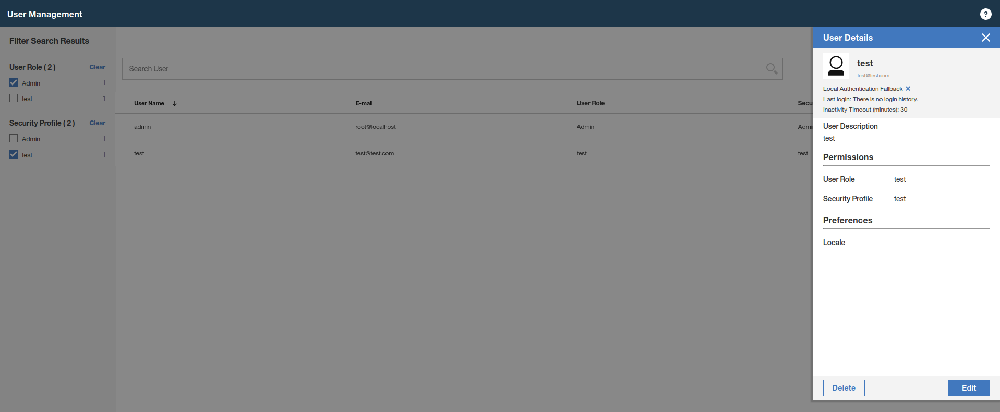 User Management
?
Filter Search Results
User Role ( 2 ) Clear
Admin 1
test 1
Security Profile ( 2 ) Clear
Admin 1
test 1
Search User
User Name E-mail User Role Secu
admin root@localhost Admin Admi
test test@test.com test test
User Details
test
test@test.com
Local Authentication Fallback
Last login: There is no login history.
Inactivity Timeout (minutes): 30
User Description
test
Permissions
User Role test
Security Profile test
Preferences
Locale
Delete Edit